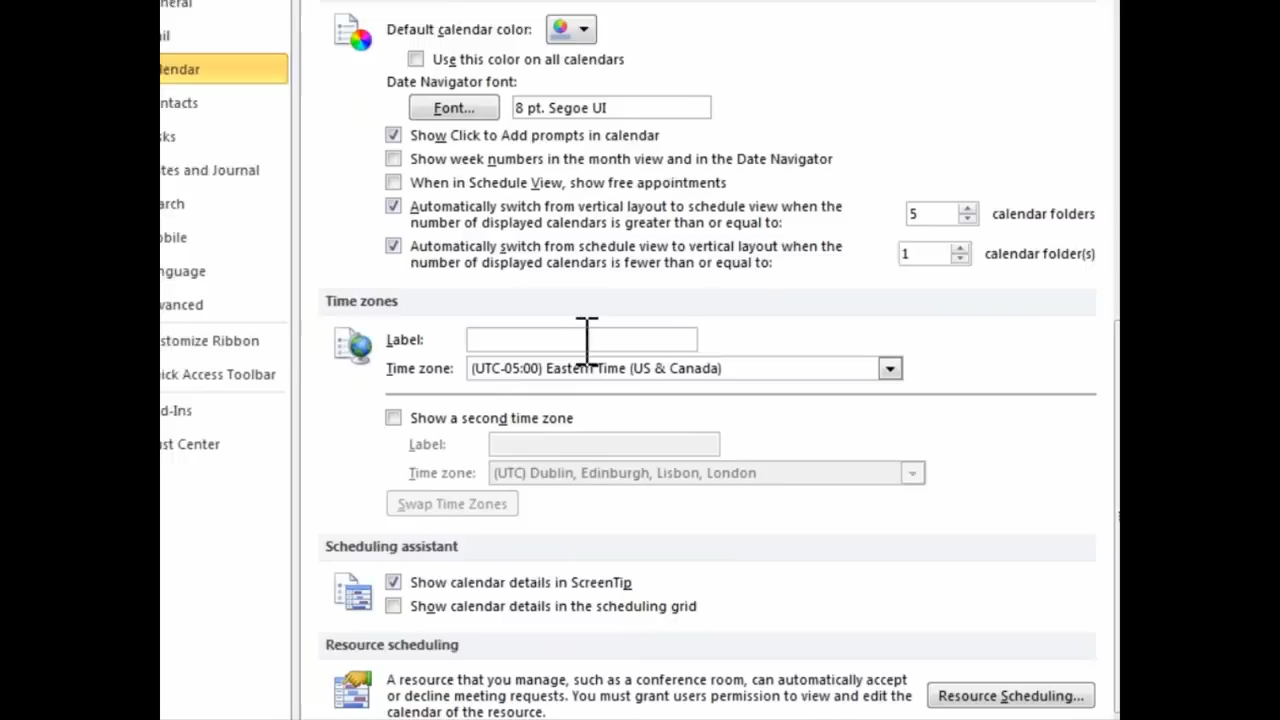 neral
ail
lendar
ntacts
sks
tes and Journal
arch
obile
nguage
vanced
stomize Ribbon
ick Access Toolbar
d-Ins
ust Center
Default calendar color:
Use this color on all calendars
Date Navigator font:
Font... 8 pt. Segoe UI
Show Click to Add prompts in calendar
Show week numbers in the month view and in the Date Navigator
When in Schedule View, show free appointments
Automatically switch from vertical layout to schedule view when the
number of displayed calendars is greater than or equal to:
5 calendar folders
Automatically switch from schedule view to vertical layout when the
number of displayed calendars is fewer than or equal to:
1 calendar folder(s)
Time zones
Label:
Time zone: (UTC-05:00) Eastern Time (US & Canada)
Show a second time zone
Label:
Time zone: (UTC) Dublin, Edinburgh, Lisbon, London
Swap Time Zones
Scheduling assistant
Show calendar details in ScreenTip
Show calendar details in the scheduling grid
Resource scheduling
A resource that you manage, such as a conference room, can automatically accept
or decline meeting requests. You must grant users permission to view and edit the
calendar of the resource.
Resource Scheduling...